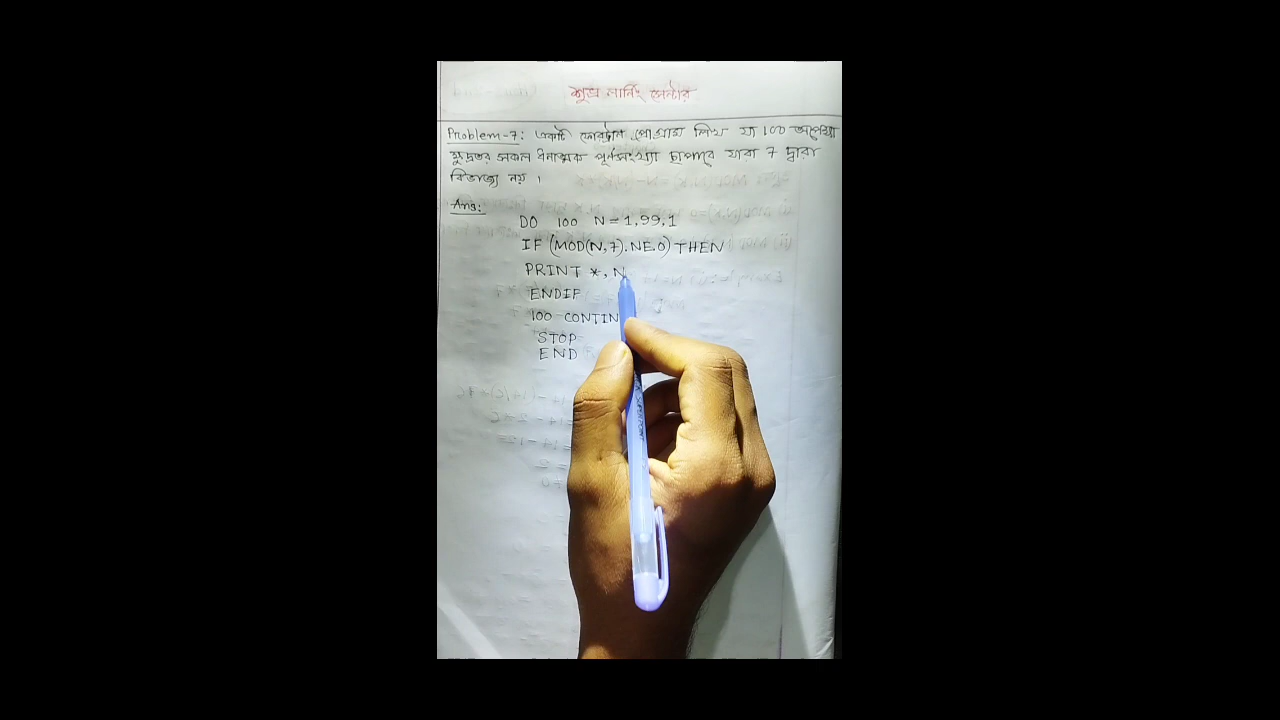 শুভ্র লার্নিং সেন্টার
Problem-7: একটি ফোরট্রান প্রোগ্রাম লিখ যা 100 অপেক্ষা
ক্ষুদ্রতর সকল ধনাত্মক পূর্নসংখ্যা ছাপাবে যারা 7 দ্বারা
বিভাজ্য নয় ।
Ans:
DO 100 N = 1,99,1
IF (MOD(N,7).NE.0) THEN
PRINT *, N
ENDIF
100 CONTIN
STOP
END